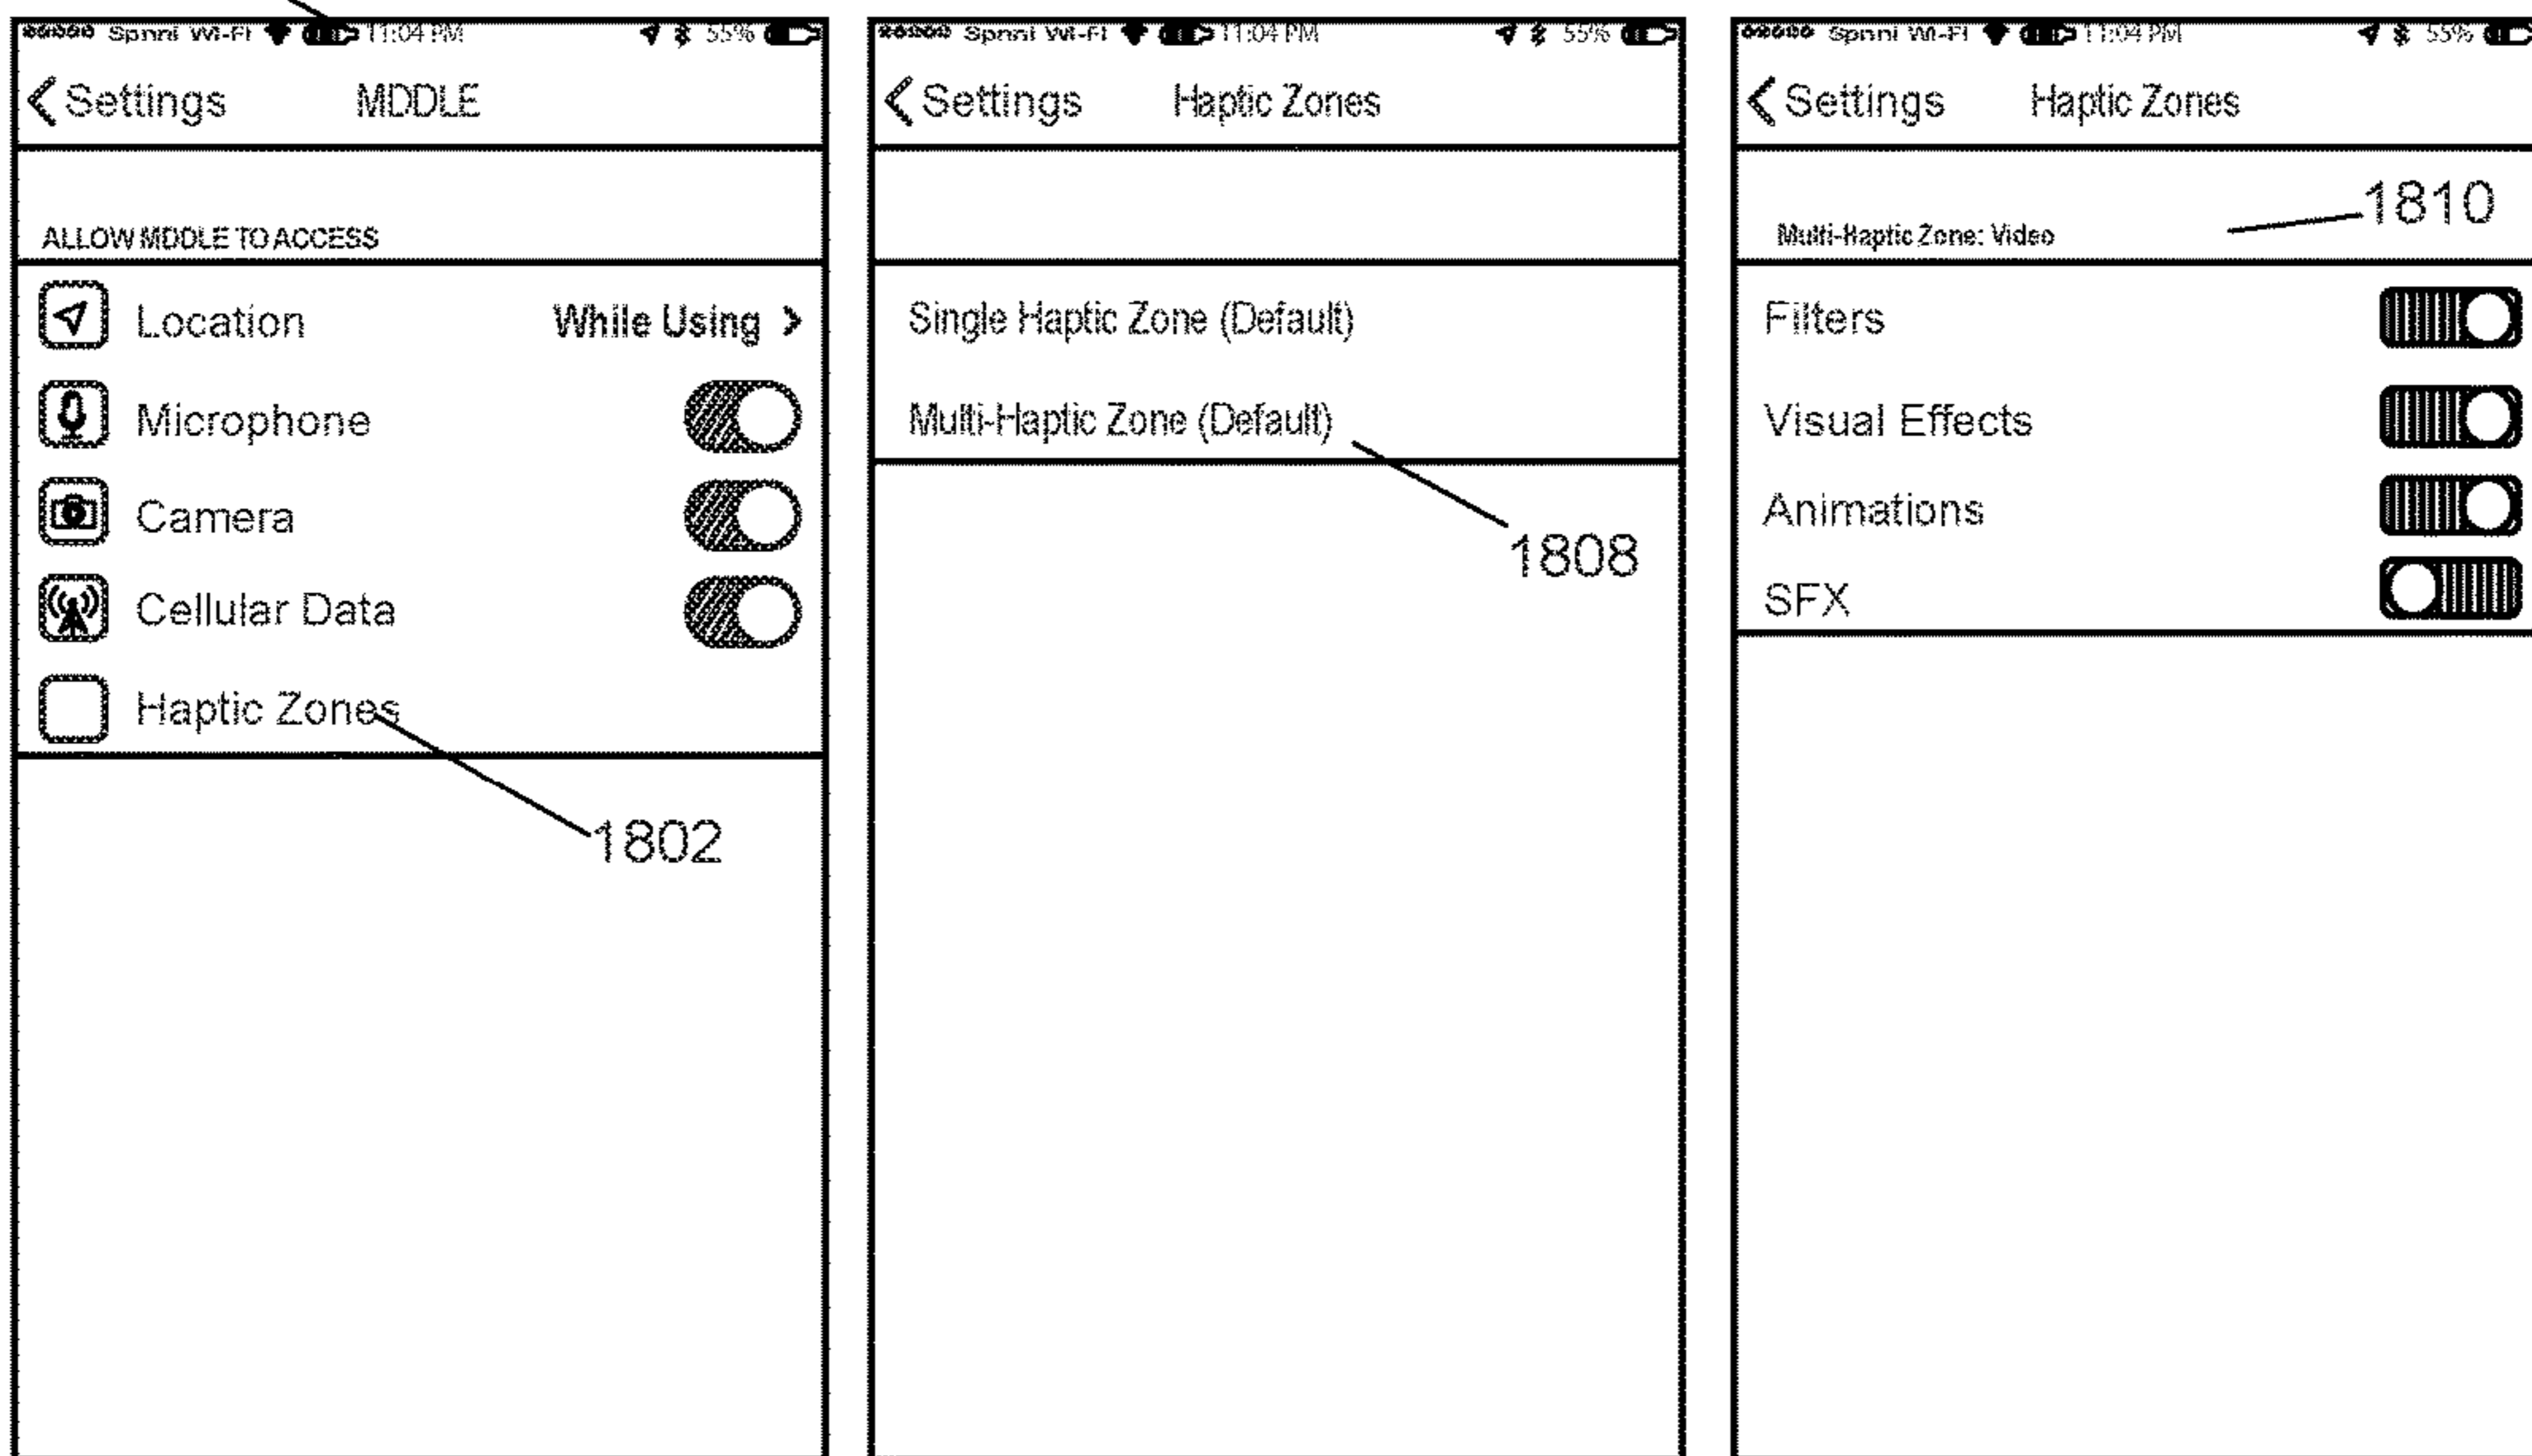 Wi-Fi 11:04 PM 55%
Settings MDDLE
ALLOW MDDLE TO ACCESS
Location While Using >
Microphone
Camera
Cellular Data
Haptic Zones
1802
Wi-Fi 11:04 PM 55%
Settings Haptic Zones
Single Haptic Zone (Default)
Multi-Haptic Zone (Default)
1808
Wi-Fi 11:04 PM 55%
Settings Haptic Zones
1810
Multi-Haptic Zone: Video
Filters
Visual Effects
Animations
SFX